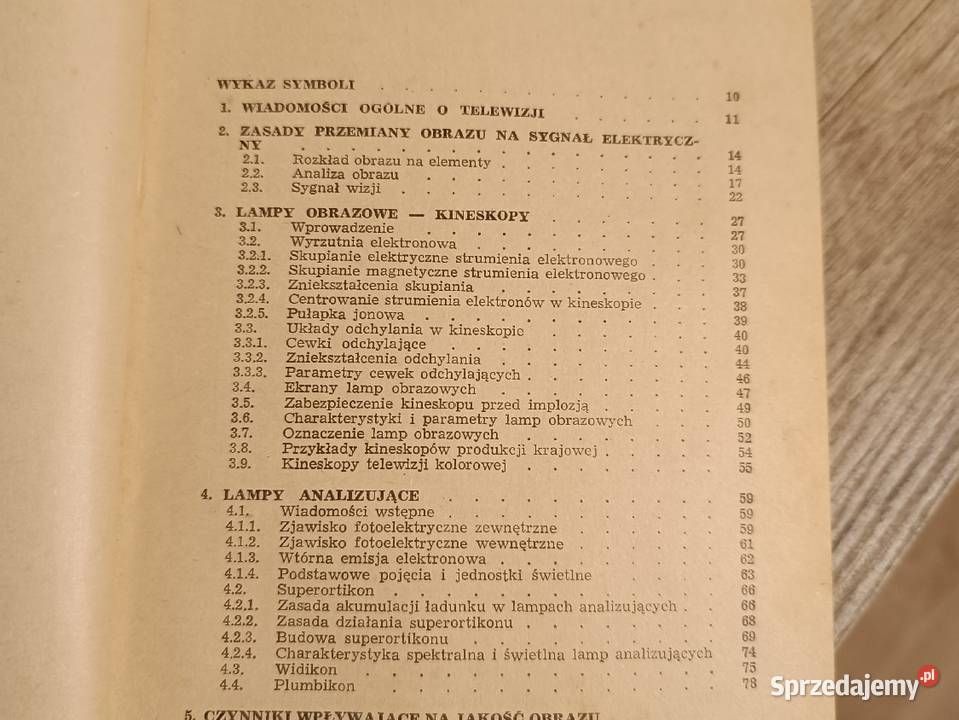 WYKAZ SYMBOLI . . . . . . . . . . 10
1. WIADOMOŚCI OGÓLNE O TELEWIZJI . . . . . 11
2. ZASADY PRZEMIANY OBRAZU NA SYGNAŁ ELEKTRYCZ-
NY . . . . . . . . . . 14
2.1. Rozkład obrazu na elementy . . . . . . 14
2.2. Analiza obrazu . . . . . . . . 17
2.3. Sygnał wizji . . . . . . . . 22
3. LAMPY OBRAZOWE — KINESKOPY . . . . . 27
3.1. Wprowadzenie . . . . . . . . 27
3.2. Wyrzutnia elektronowa . . . . . . . 30
3.2.1. Skupianie elektryczne strumienia elektronowego . . . 30
3.2.2. Skupianie magnetyczne strumienia elektronowego . . . 33
3.2.3. Zniekształcenia skupiania . . . . . . 37
3.2.4. Centrowanie strumienia elektronów w kineskopie . . . 38
3.2.5. Pułapka jonowa . . . . . . . . 39
3.3. Układy odchylania w kineskopie . . . . . 40
3.3.1. Cewki odchylające . . . . . . . 40
3.3.2. Zniekształcenia odchylania . . . . . . 44
3.3.3. Parametry cewek odchylających . . . . . 46
3.4. Ekrany lamp obrazowych . . . . . . 47
3.5. Zabezpieczenie kineskopu przed implozją . . . . 49
3.6. Charakterystyki i parametry lamp obrazowych . . . 50
3.7. Oznaczenie lamp obrazowych . . . . . 52
3.8. Przykłady kineskopów produkcji krajowej . . . . 54
3.9. Kineskopy telewizji kolorowej . . . . . . 55
4. LAMPY ANALIZUJĄCE . . . . . . . 59
4.1. Wiadomości wstępne . . . . . . . 59
4.1.1. Zjawisko fotoelektryczne zewnętrzne . . . . . 59
4.1.2. Zjawisko fotoelektryczne wewnętrzne . . . . . 61
4.1.3. Wtórna emisja elektronowa . . . . . . 62
4.1.4. Podstawowe pojęcia i jednostki świetlne . . . . 63
4.2. Superortikon . . . . . . . . 66
4.2.1. Zasada akumulacji ładunku w lampach analizujących . . 66
4.2.2. Zasada działania superortikonu . . . . . . 68
4.2.3. Budowa superortikonu . . . . . . . 69
4.2.4. Charakterystyka spektralna i świetlna lamp analizujących 74
4.3. Widikon . . . . . . . . . 75
4.4. Plumbikon . . . . . . . . . 78
5. CZYNNIKI WPŁYWAJĄCE NA JAKOŚĆ OBRAZU
Sprzedajemy.pl